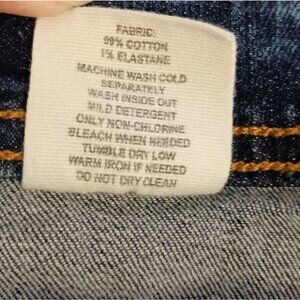 FABRIC:
99% COTTON
1% ELASTANE
MACHINE WASH COLD
SEPARATELY
WASH INSIDE OUT
MILD DETERGENT
ONLY NON-CHLORINE
BLEACH WHEN NEEDED
TUMBLE DRY LOW
WARM IRON IF NEEDED
DO NOT DRY CLEAN